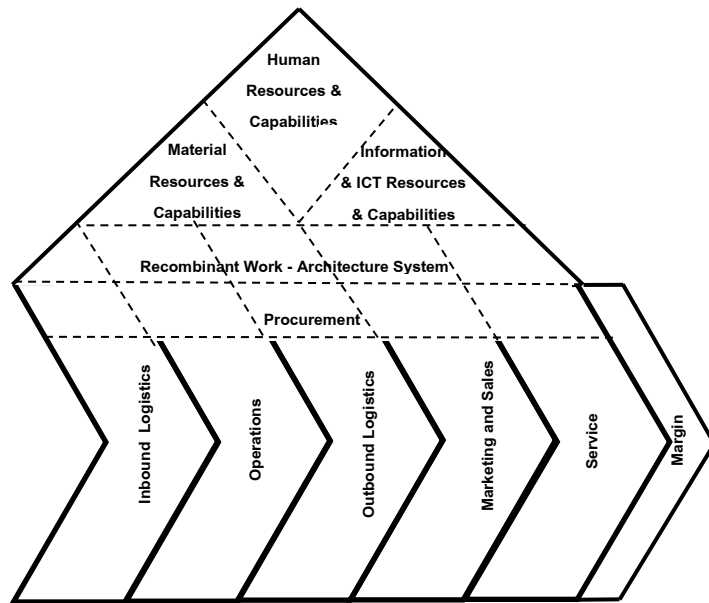 Human
Resources &
Capabilities
Material
Resources &
Capabilities
Information
& ICT Resources
& Capabilities
Recombinant Work - Architecture System
Procurement
Inbound Logistics
Operations
Outbound Logistics
Marketing and Sales
Service
Margin